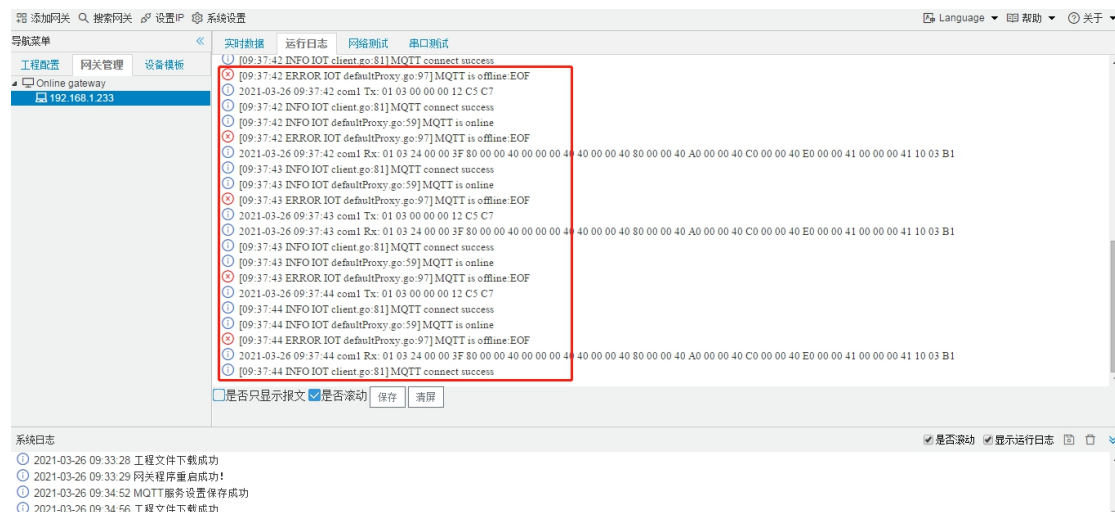 添加网关 搜索网关 设置IP 系统设置 Language 帮助 关于
导航菜单
实时数据 运行日志 网络测试 串口测试
工程配置 网关管理 设备模板
Online gateway
192.168.1.233
[09:37:42 INFO IOT client.go:81] MQTT connect success
[09:37:42 ERROR IOT defaultProxy.go:97] MQTT is offline:EOF
2021-03-26 09:37:42 com1 Tx: 01 03 00 00 00 12 C5 C7
[09:37:42 INFO IOT client.go:81] MQTT connect success
[09:37:42 INFO IOT defaultProxy.go:59] MQTT is online
[09:37:42 ERROR IOT defaultProxy.go:97] MQTT is offline:EOF
2021-03-26 09:37:42 com1 Rx: 01 03 24 00 00 3F 80 00 00 40 00 00 00 40 40 00 00 40 80 00 00 40 A0 00 00 40 C0 00 00 40 E0 00 00 41 00 00 00 41 10 03 B1
[09:37:43 INFO IOT client.go:81] MQTT connect success
[09:37:43 INFO IOT defaultProxy.go:59] MQTT is online
[09:37:43 ERROR IOT defaultProxy.go:97] MQTT is offline:EOF
2021-03-26 09:37:43 com1 Tx: 01 03 00 00 00 12 C5 C7
2021-03-26 09:37:43 com1 Rx: 01 03 24 00 00 3F 80 00 00 40 00 00 00 40 40 00 00 40 80 00 00 40 A0 00 00 40 C0 00 00 40 E0 00 00 41 00 00 00 41 10 03 B1
[09:37:43 INFO IOT client.go:81] MQTT connect success
[09:37:43 INFO IOT defaultProxy.go:59] MQTT is online
[09:37:43 ERROR IOT defaultProxy.go:97] MQTT is offline:EOF
2021-03-26 09:37:44 com1 Tx: 01 03 00 00 00 12 C5 C7
[09:37:44 INFO IOT client.go:81] MQTT connect success
[09:37:44 INFO IOT defaultProxy.go:59] MQTT is online
[09:37:44 ERROR IOT defaultProxy.go:97] MQTT is offline:EOF
2021-03-26 09:37:44 com1 Rx: 01 03 24 00 00 3F 80 00 00 40 00 00 00 40 40 00 00 40 80 00 00 40 A0 00 00 40 C0 00 00 40 E0 00 00 41 00 00 00 41 10 03 B1
[09:37:44 INFO IOT client.go:81] MQTT connect success
是否只显示报文 是否滚动 保存 清屏
系统日志 是否滚动 显示运行日志
2021-03-26 09:33:28 工程文件下载成功
2021-03-26 09:33:29 网关程序重启成功!
2021-03-26 09:34:52 MQTT服务设置保存成功
2021-03-26 09:34:56 工程文件下载成功